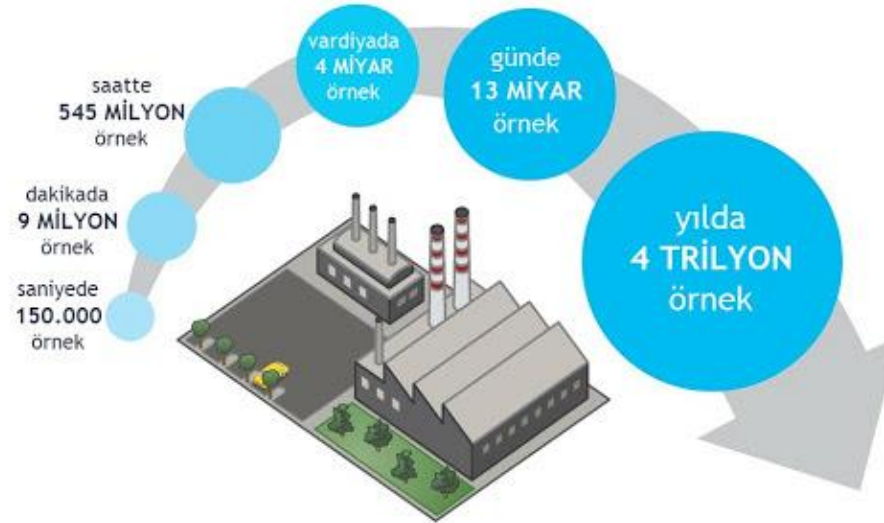 saniyede
150.000
örnek
dakikada
9 MİLYON
örnek
saatte
545 MİLYON
örnek
vardiyada
4 MİYAR
örnek
günde
13 MİYAR
örnek
yılda
4 TRİLYON
örnek